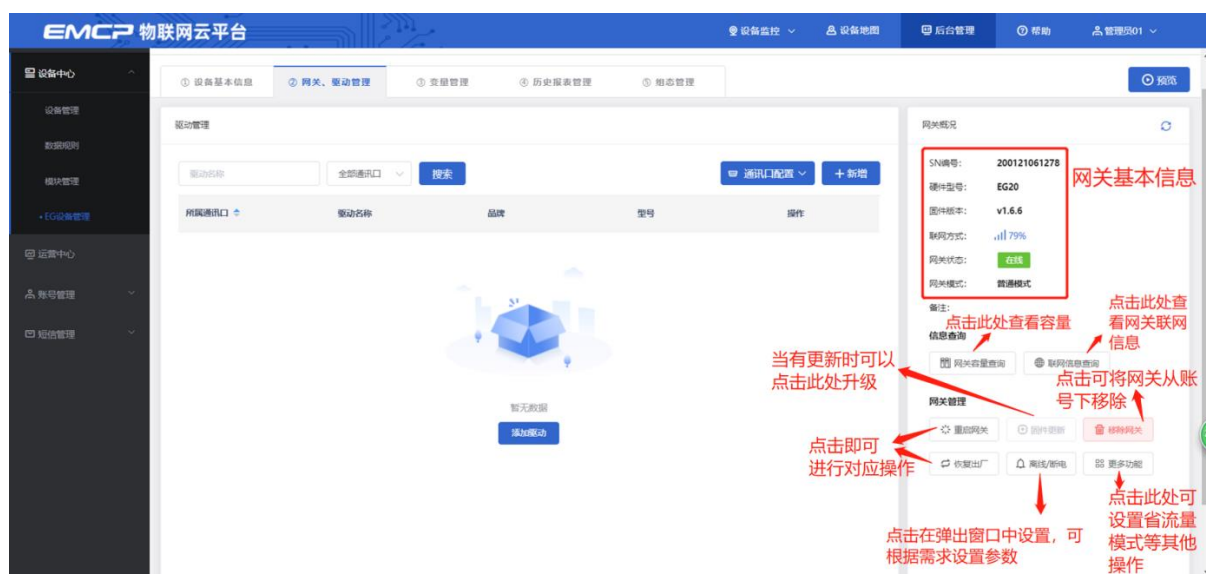 EMCP 物联网云平台
设备监控
设备地图
后台管理
帮助
管理员01
设备中心
设备管理
数据规则
模块管理
• EG设备管理
运营中心
账号管理
短信管理
① 设备基本信息
② 网关、驱动管理
③ 变量管理
④ 历史报表管理
⑤ 组态管理
预览
驱动管理
驱动名称
全部通讯口
搜索
通讯口配置
+ 新增
所属通讯口
驱动名称
品牌
型号
操作
暂无数据
添加驱动
网关概况
SN编号: 200121061278
硬件型号: EG20
固件版本: v1.6.6
联网方式: 79%
网关状态: 在线
网关模式: 普通模式
备注:
网关基本信息
点击此处查看容量
点击此处查
看网关联网
信息
信息查询
网关容量查询
联网信息查询
当有更新时可以
点击此处升级
点击可将网关从账
号下移除
网关管理
重启网关
固件更新
移除网关
点击即可
进行对应操作
恢复出厂
离线/断电
更多功能
点击在弹出窗口中设置，可
根据需求设置参数
点击此处可
设置省流量
模式等其他
操作